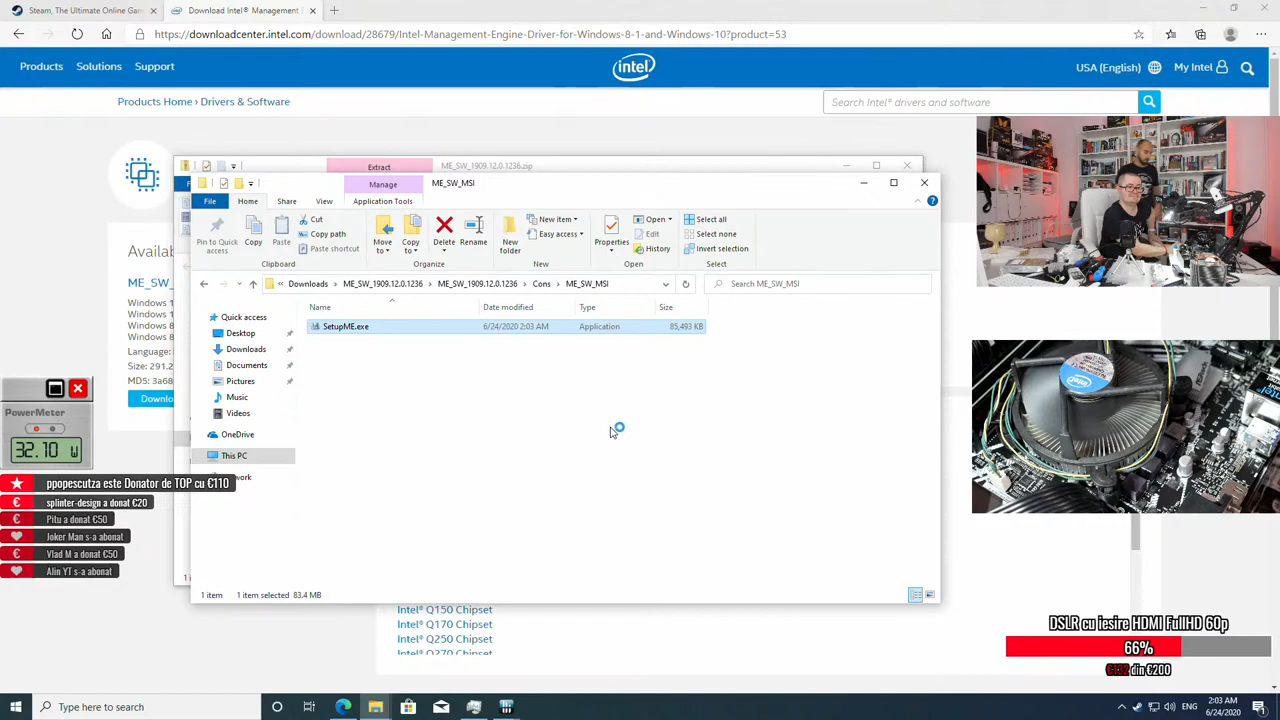 Steam, The Ultimate Online Gam
Download Intel® Management E
https://downloadcenter.intel.com/download/28679/Intel-Management-Engine-Driver-for-Windows-8-1-and-Windows-10?product=53
Products
Solutions
Support
intel
USA (English)
My Intel
Products Home › Drivers & Software
Search Intel® drivers and software
Extract
ME_SW_1909.12.0.1236.zip
Manage
ME_SW_MSI
File
Home
Share
View
Application Tools
Pin to Quick access
Copy
Paste
Cut
Copy path
Paste shortcut
Clipboard
Move to
Copy to
Delete
Rename
Organize
New folder
New item
Easy access
New
Properties
Open
Edit
History
Open
Select all
Select none
Invert selection
Select
« Downloads › ME_SW_1909.12.0.1236 › ME_SW_1909.12.0.1236 › Cons › ME_SW_MSI
Search ME_SW_MSI
Name
Date modified
Type
Size
SetupME.exe
6/24/2020 2:03 AM
Application
85,493 KB
Quick access
Desktop
Downloads
Documents
Pictures
Music
Videos
OneDrive
This PC
work
1 item
1 item selected 83.4 MB
Availab
ME_SW_
Windows 1
Windows 1
Windows 8
Windows 8
Language:
Size: 291.2
MD5: 3a68
Downlo
PowerMeter
32.10 W
ppopescutza este Donator de TOP cu €110
splinter-design a donat €20
Pitu a donat €50
Joker Man s-a abonat
Vlad M a donat €50
Alin YT s-a abonat
Intel® Q150 Chipset
Intel® Q170 Chipset
Intel® Q250 Chipset
Intel® Q270 Chipset
intel
DSLR cu iesire HDMI FullHD 60p
66%
€132 din €200
Type here to search
ENG
2:03 AM
6/24/2020